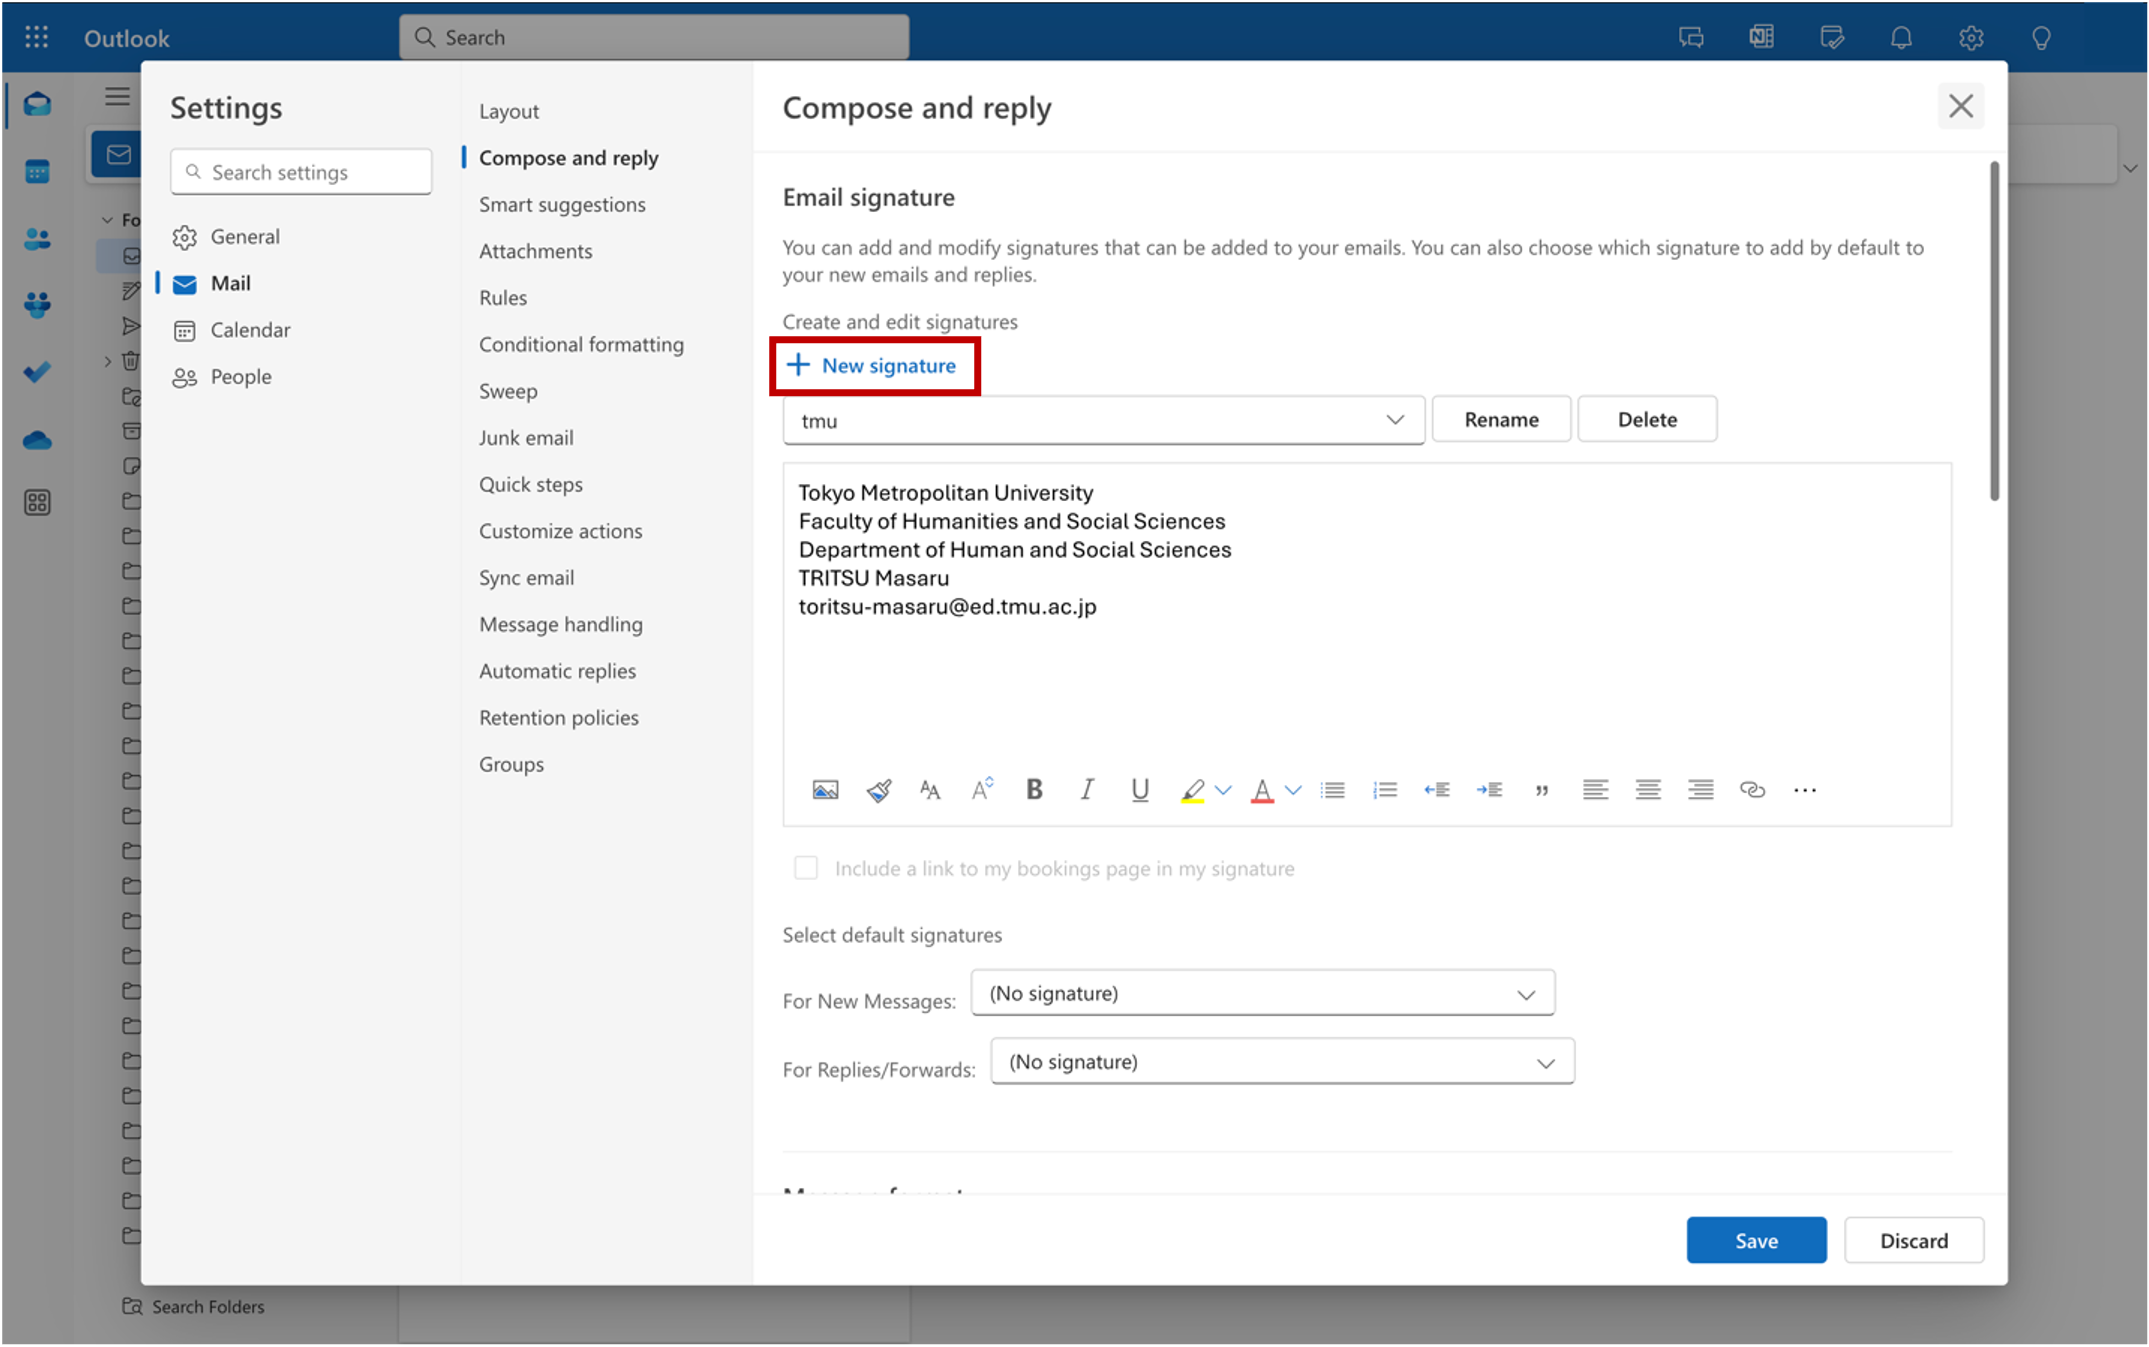 Outlook
Search
Fo
Search Folders
Settings
Search settings
General
Mail
Calendar
People
Layout
Compose and reply
Smart suggestions
Attachments
Rules
Conditional formatting
Sweep
Junk email
Quick steps
Customize actions
Sync email
Message handling
Automatic replies
Retention policies
Groups
Compose and reply
Email signature
You can add and modify signatures that can be added to your emails. You can also choose which signature to add by default to
your new emails and replies.
Create and edit signatures
New signature
tmu
Rename
Delete
Tokyo Metropolitan University
Faculty of Humanities and Social Sciences
Department of Human and Social Sciences
TRITSU Masaru
toritsu-masaru@ed.tmu.ac.jp
Include a link to my bookings page in my signature
Select default signatures
For New Messages: (No signature)
For Replies/Forwards: (No signature)
Save
Discard